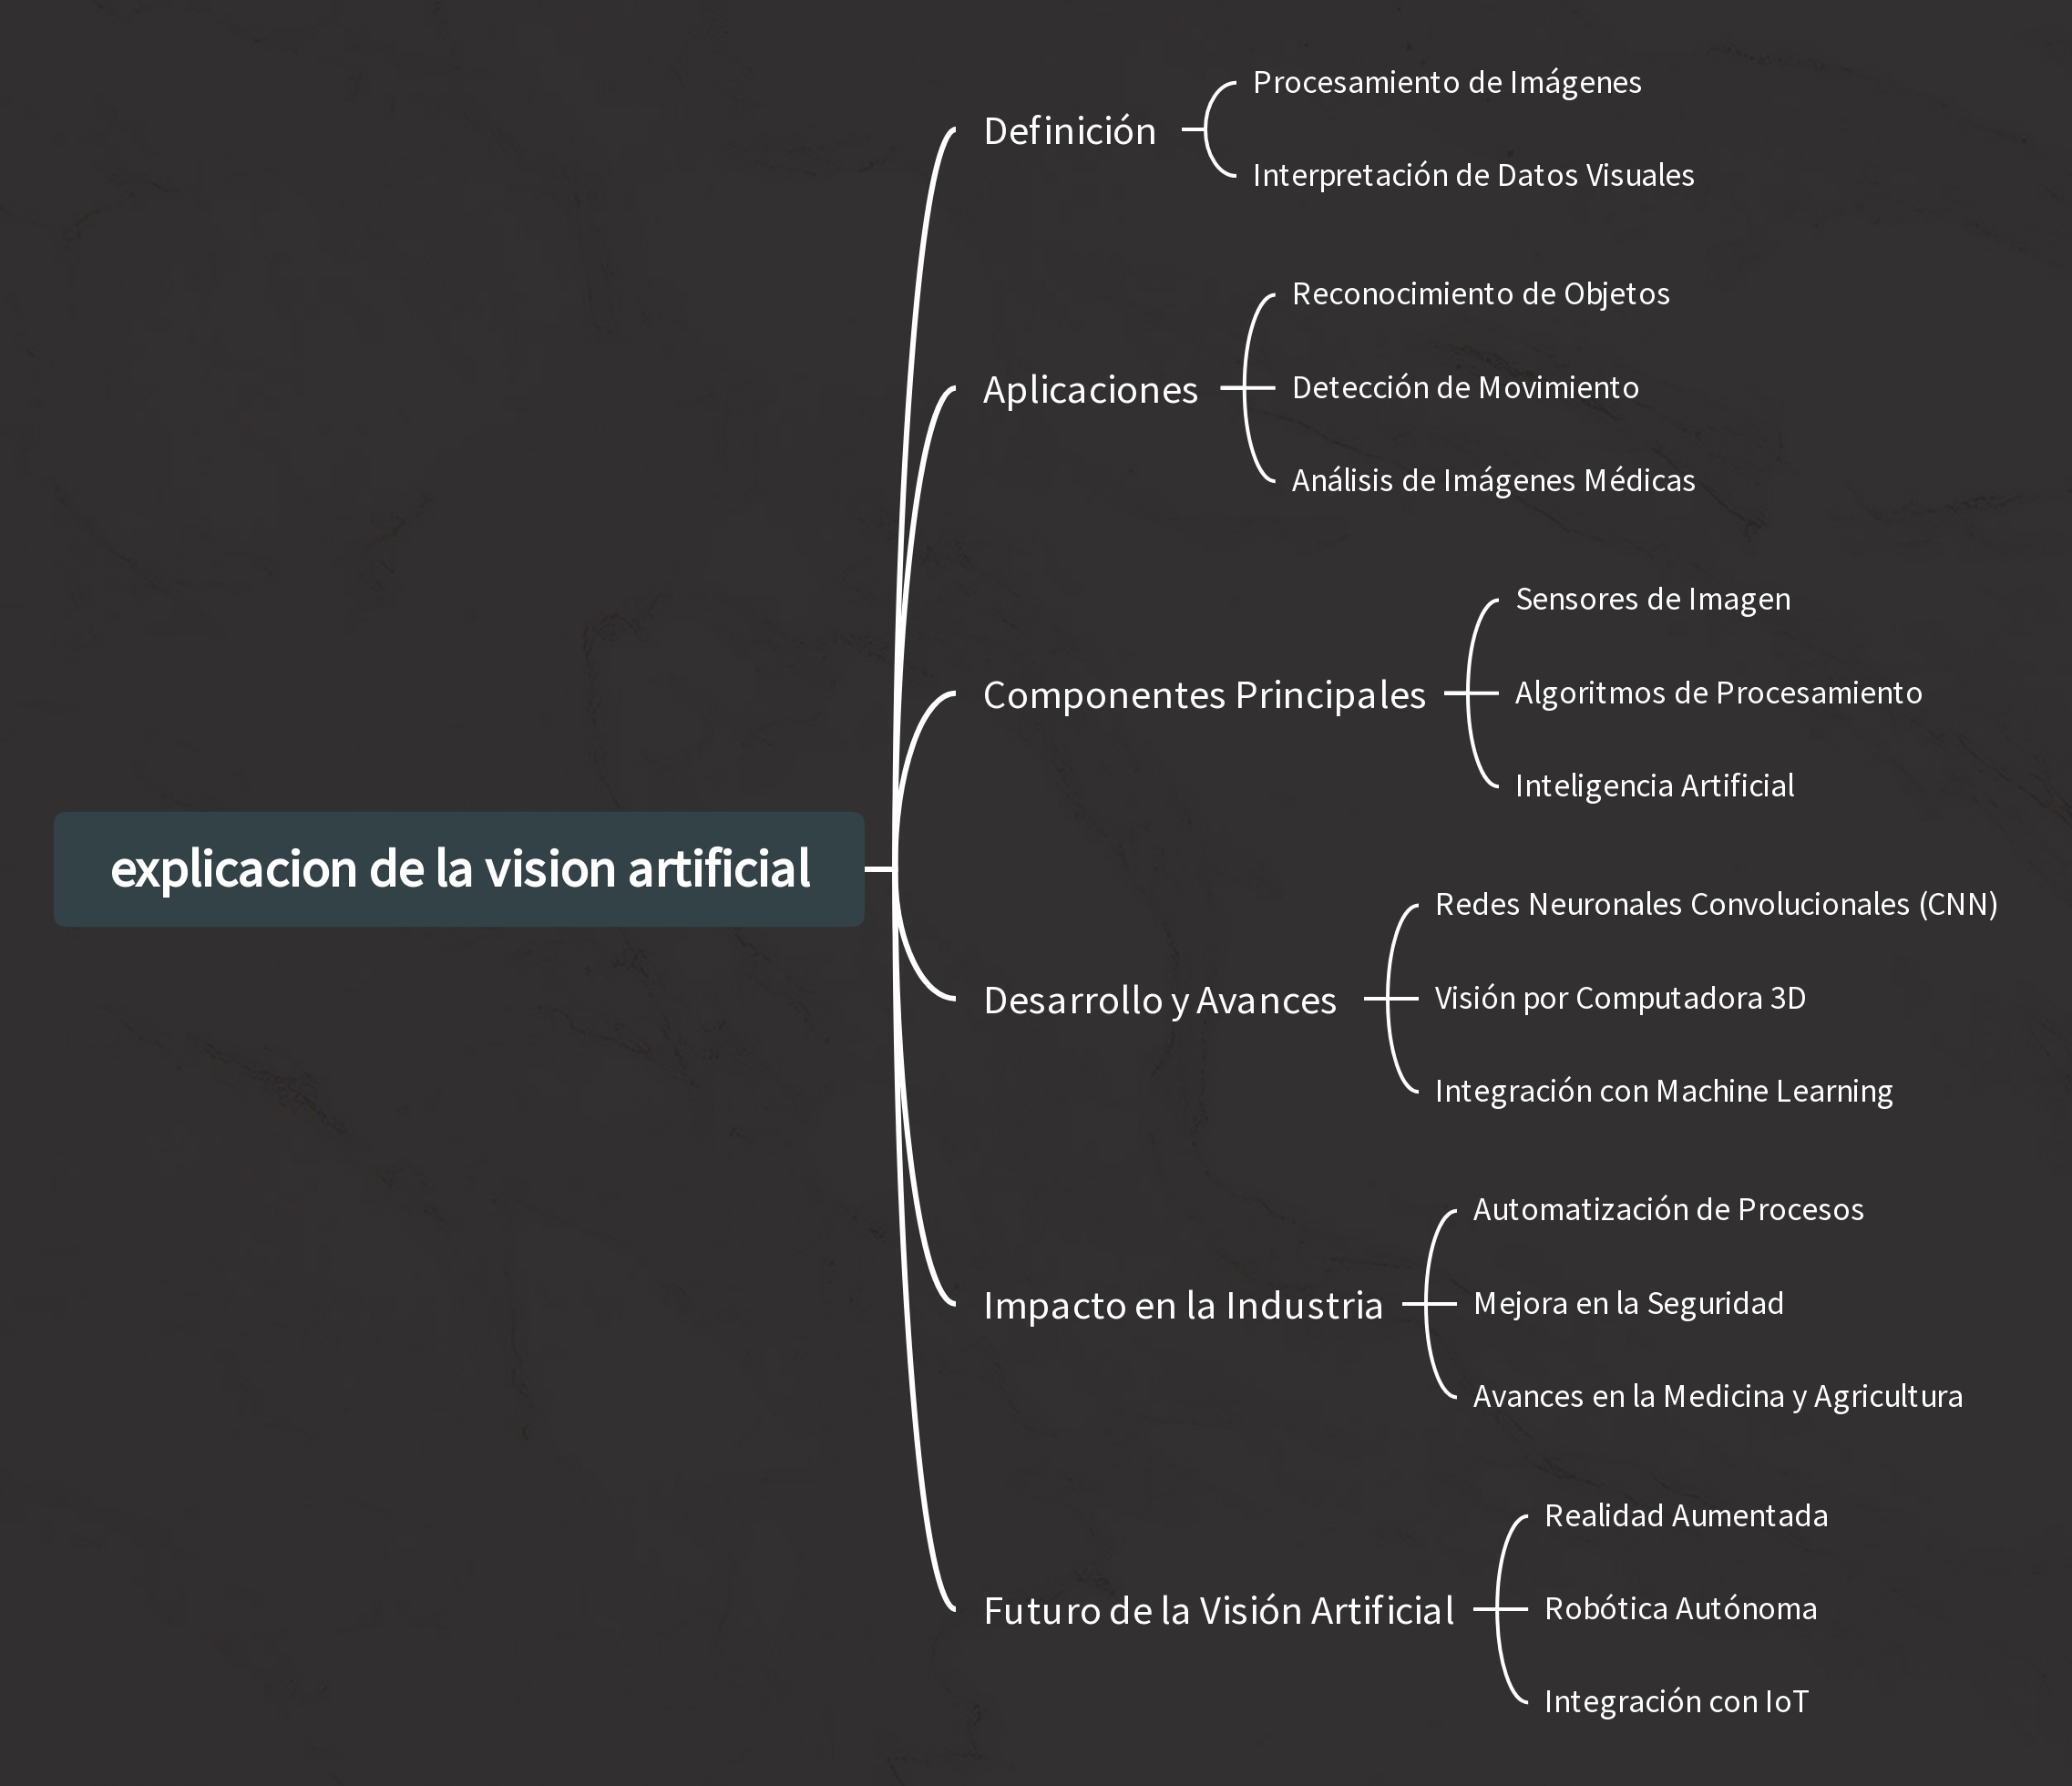 explicacion de la vision artificial
Definición
Procesamiento de Imágenes
Interpretación de Datos Visuales
Aplicaciones
Reconocimiento de Objetos
Detección de Movimiento
Análisis de Imágenes Médicas
Componentes Principales
Sensores de Imagen
Algoritmos de Procesamiento
Inteligencia Artificial
Desarrollo y Avances
Redes Neuronales Convolucionales (CNN)
Visión por Computadora 3D
Integración con Machine Learning
Impacto en la Industria
Automatización de Procesos
Mejora en la Seguridad
Avances en la Medicina y Agricultura
Futuro de la Visión Artificial
Realidad Aumentada
Robótica Autónoma
Integración con IoT